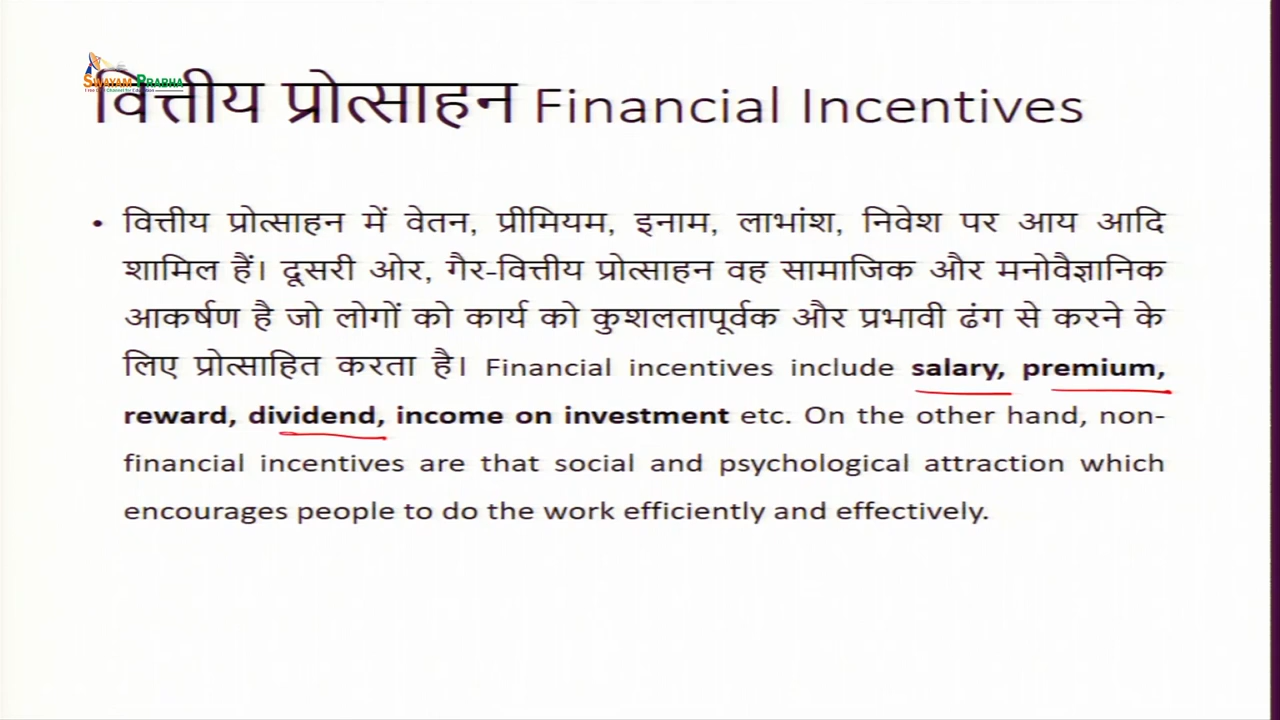 SWAYAM PRABHA
वित्तीय प्रोत्साहन Financial Incentives
• वित्तीय प्रोत्साहन में वेतन, प्रीमियम, इनाम, लाभांश, निवेश पर आय आदि
शामिल हैं। दूसरी ओर, गैर-वित्तीय प्रोत्साहन वह सामाजिक और मनोवैज्ञानिक
आकर्षण है जो लोगों को कार्य को कुशलतापूर्वक और प्रभावी ढंग से करने के
लिए प्रोत्साहित करता है। Financial incentives include salary, premium,
reward, dividend, income on investment etc. On the other hand, non-
financial incentives are that social and psychological attraction which
encourages people to do the work efficiently and effectively.